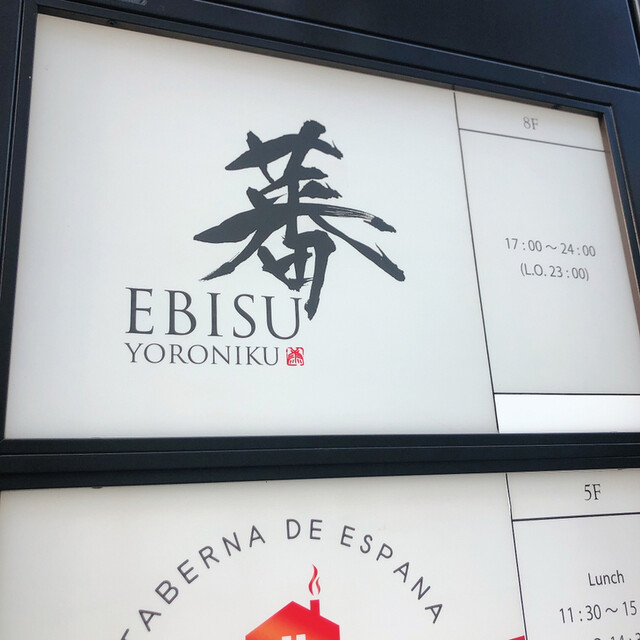 蕃
EBISU
YORONIKU
8F
17:00～24:00
(L.O. 23:00)
TABERNA DE ESPANA
5F
Lunch
11:30～15